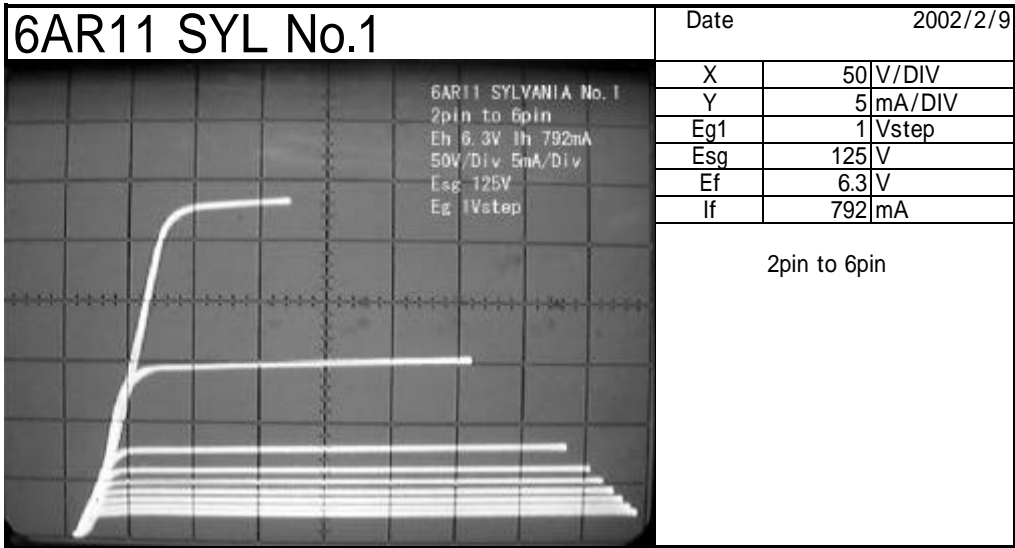 6AR11 SYL No.1
Date 2002/2/9
6AR11 SYLVANIA No.1
2pin to 6pin
Eh 6.3V Ih 792mA
50V/Div 5mA/Div
Esg 125V
Eg 1Vstep
X 50 V/DIV
Y 5 mA/DIV
Eg1 1 Vstep
Esg 125 V
Ef 6.3 V
If 792 mA
2pin to 6pin